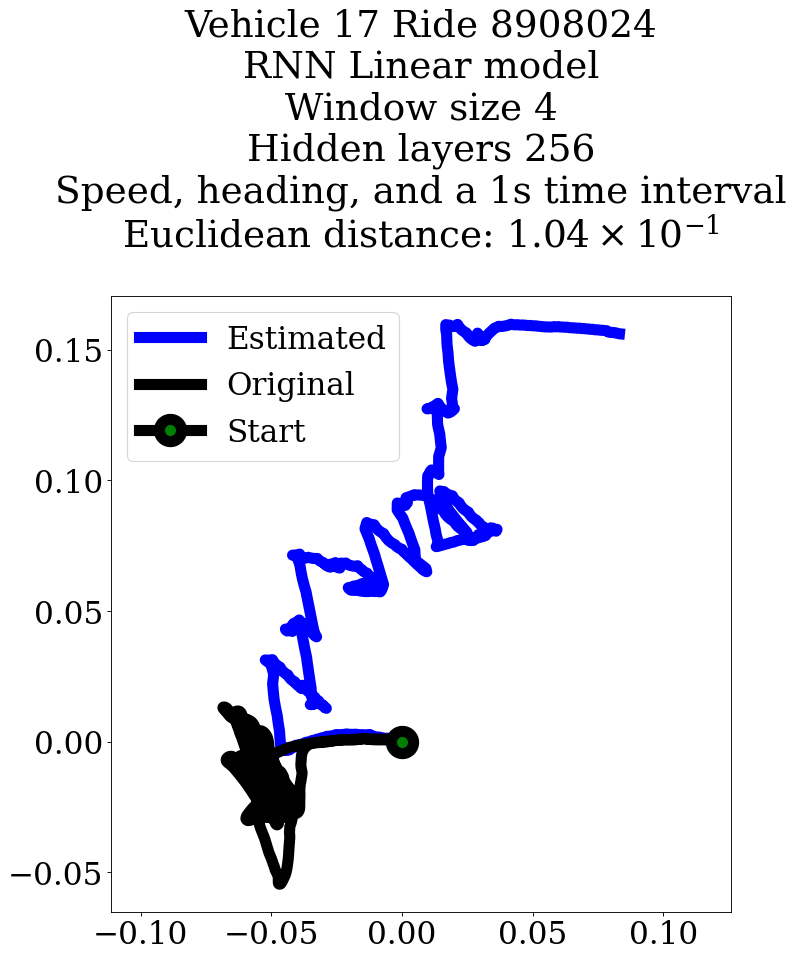 Vehicle 17 Ride 8908024
RNN Linear model
Window size 4
Hidden layers 256
Speed, heading, and a 1s time interval
Euclidean distance: 1.04 × 10⁻¹
Estimated
Original
Start
0.15
0.10
0.05
0.00
−0.05
−0.10 −0.05 0.00 0.05 0.10